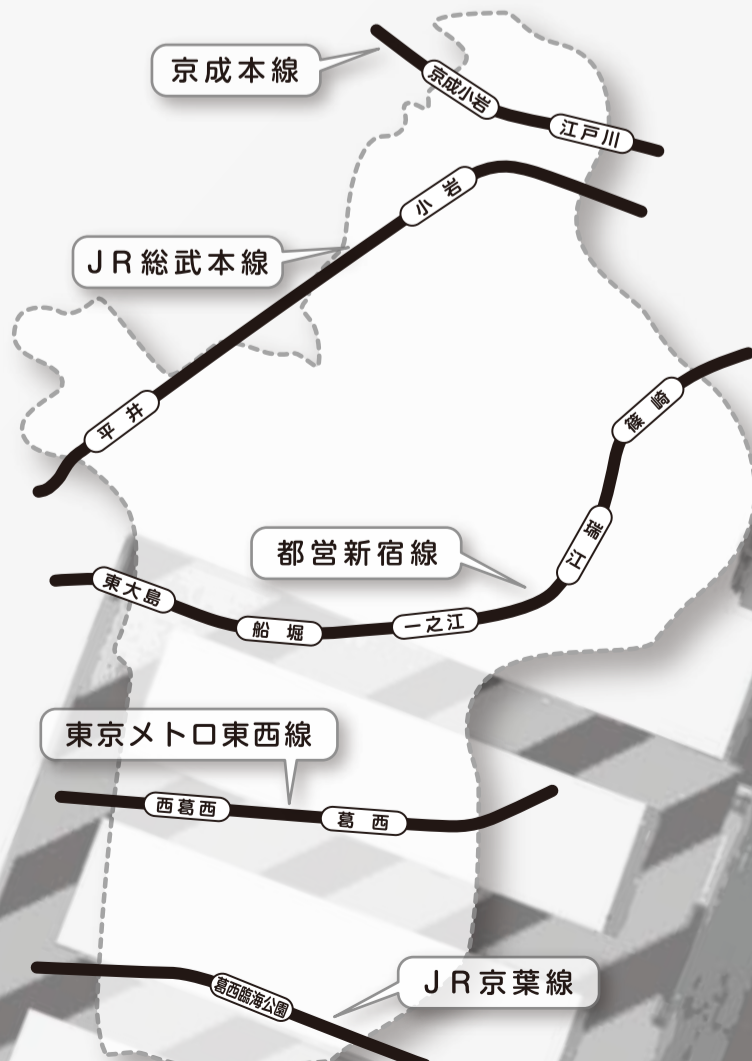 京成本線
京成小岩
江戸川
小岩
JR総武本線
平井
篠崎
瑞江
都営新宿線
東大島
船堀
一之江
東京メトロ東西線
西葛西
葛西
JR京葉線
葛西臨海公園